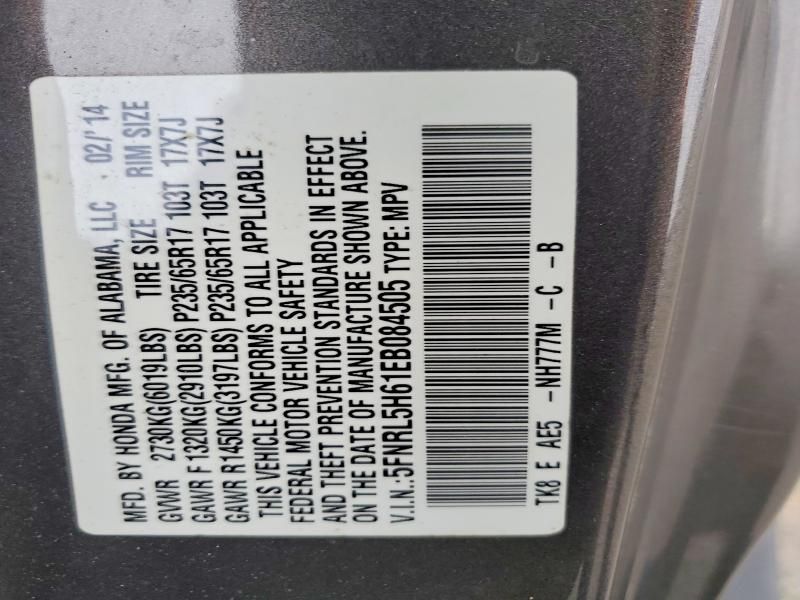 MFD. BY HONDA MFG. OF ALABAMA, LLC . 02/'14
GVWR 2730KG(6019LBS) TIRE SIZE RIM SIZE
GAWR F1320KG(2910LBS) P235/65R17 103T 17X7J
GAWR R1450KG(3197LBS) P235/65R17 103T 17X7J
THIS VEHICLE CONFORMS TO ALL APPLICABLE
FEDERAL MOTOR VEHICLE SAFETY
AND THEFT PREVENTION STANDARDS IN EFFECT
ON THE DATE OF MANUFACTURE SHOWN ABOVE.
V.I.N.:5FNRL5H61EB084505 TYPE: MPV
TK8 E AE5 -NH777M -C -B